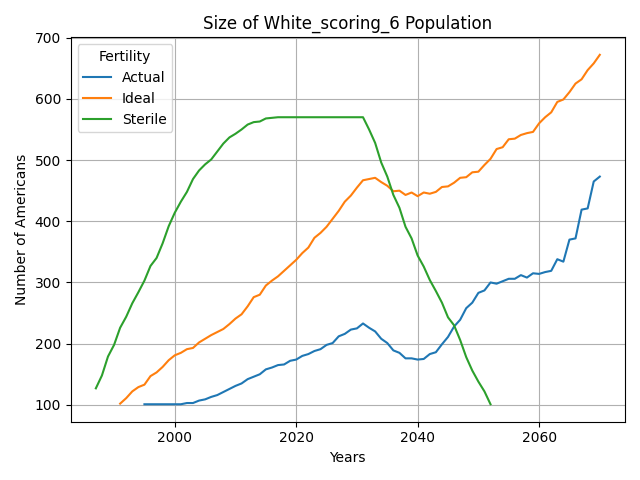 Size of White_scoring_6 Population
Number of Americans
700
600
500
400
300
200
100
Fertility
Actual
Ideal
Sterile
2000
2020
2040
2060
Years